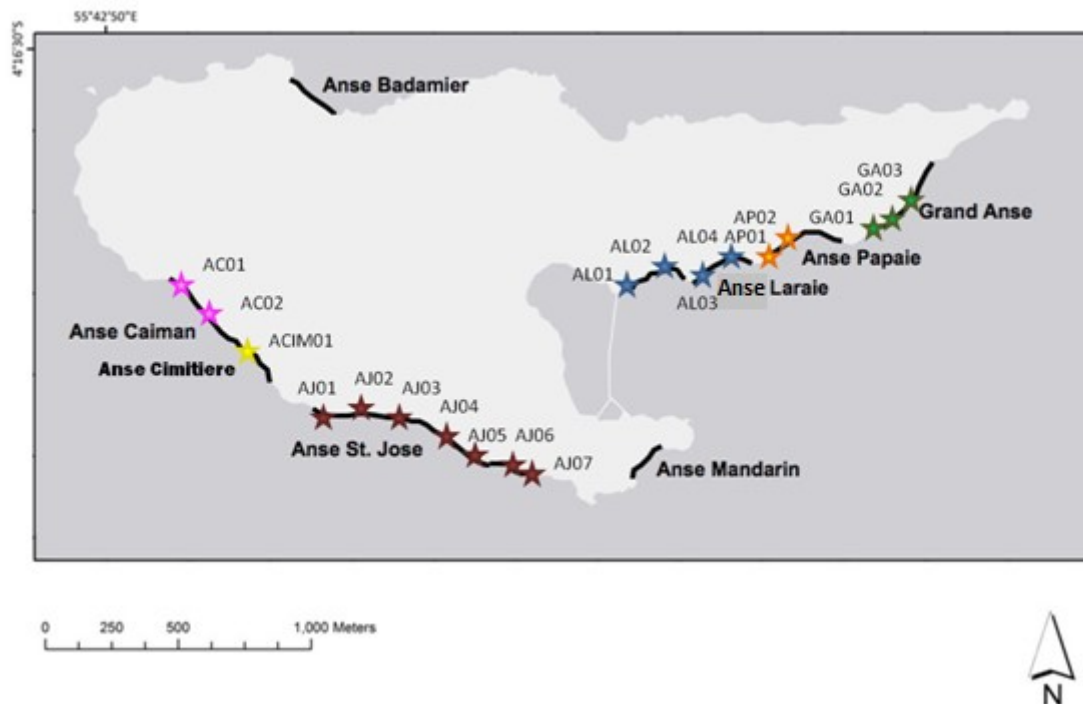 55°42'50"E
4°16'30"S
Anse Badamier
GA03
GA02
Grand Anse
AP02
GA01
AL02
AL04
AP01
Anse Papaie
AL01
Anse Laraie
AL03
AC01
AC02
Anse Caiman
ACIM01
Anse Cimitiere
AJ02
AJ01
AJ03
AJ04
Anse St. Jose
AJ05
AJ06
AJ07
Anse Mandarin
0 250 500 1,000 Meters
N